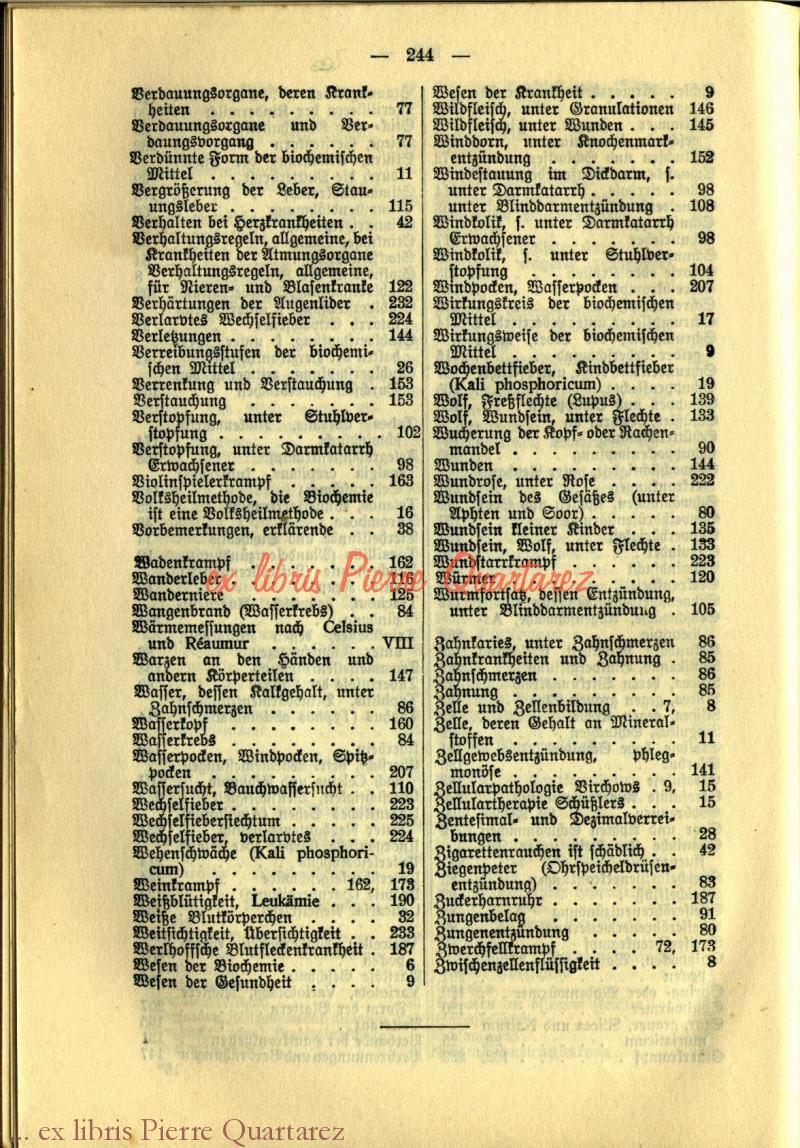 — 244 —
Verdauungsorgane, deren Krank-
heiten . . . . . . . . . 77
Verdauungsorgane und Ver-
dauungsvorgang . . . . . . 77
Verdünnte Form der biochemischen
Mittel . . . . . . . . . 11
Vergrößerung der Leber, Stau-
ungsleber . . . . . . . . 115
Verhalten bei Herzkrankheiten . . 42
Verhaltungsregeln, allgemeine, bei
Krankheiten der Atmungsorgane
Verhaltungsregeln, allgemeine,
für Nieren- und Blasenkranke 122
Verhärtungen der Augenlider . 232
Verlarvtes Wechselfieber . . . 224
Verletzungen . . . . . . . . 144
Verreibungsstufen der biochemi-
schen Mittel . . . . . . . 26
Verrenkung und Verstauchung . 153
Verstauchung . . . . . . . 153
Verstopfung, unter Stuhlver-
stopfung . . . . . . . . . 102
Verstopfung, unter Darmkatarrh
Erwachsener . . . . . . . 98
Violinspielerkrampf . . . . . 163
Volksheilmethode, die Biochemie
ist eine Volksheilmethode . . . 16
Vorbemerkungen, erklärende . . 38
Wadenkrampf . . . . . . . 162
Wanderleber . . . . . . . 116
Wanderniere . . . . . . . 125
Wangenbrand (Wasserkrebs) . . 84
Wärmemessungen nach Celsius
und Réaumur . . . . . . VIII
Warzen an den Händen und
andern Körperteilen . . . . 147
Wasser, dessen Kalkgehalt, unter
Zahnschmerzen . . . . . . 86
Wasserkopf . . . . . . . . 160
Wasserkrebs . . . . . . . . 84
Wasserpocken, Windpocken, Spitz-
pocken . . . . . . . . . . 207
Wassersucht, Bauchwassersucht . . 110
Wechselfieber . . . . . . . . 223
Wechselfiebersiechtum . . . . . 225
Wechselfieber, verlarvtes . . . 224
Wehenschwäche (Kali phosphori-
cum) . . . . . . . . . 19
Weinkrampf . . . . . . 162, 173
Weißblütigkeit, Leukämie . . . 190
Weiße Blutkörperchen . . . . 32
Weitsichtigkeit, Übersichtigkeit . . 233
Werlhoffsche Blutfleckenkrankheit . 187
Wesen der Biochemie . . . . . 6
Wesen der Gesundheit . . . . 9
Wesen der Krankheit . . . . . 9
Wildfleisch, unter Granulationen 146
Wildfleisch, unter Wunden . . . 145
Winddorn, unter Knochenmark-
entzündung . . . . . . . 152
Windestauung im Dickdarm, s.
unter Darmkatarrh . . . . . 98
unter Blinddarmentzündung . 108
Windkolik, s. unter Darmkatarrh
Erwachsener . . . . . . . 98
Windkolik, s. unter Stuhlver-
stopfung . . . . . . . . 104
Windpocken, Wasserpocken . . . 207
Wirkungskreis der biochemischen
Mittel . . . . . . . . . 17
Wirkungsweise der biochemischen
Mittel . . . . . . . . . 9
Wochenbettfieber, Kindbettfieber
(Kali phosphoricum) . . . . 19
Wolf, Freßflechte (Lupus) . . . 139
Wolf, Wundsein, unter Flechte . 133
Wucherung der Kopf- oder Rachen-
mandel . . . . . . . . . 90
Wunden . . . . . . . . . 144
Wundrose, unter Rose . . . . 222
Wundsein des Gesäßes (unter
Aphten und Soor) . . . . . 80
Wundsein kleiner Kinder . . . 135
Wundsein, Wolf, unter Flechte . 133
Wundstarrkrampf . . . . . . 223
Würmer . . . . . . . . . 120
Wurmfortsatz, dessen Entzündung,
unter Blinddarmentzündung . 105
Zahnkaries, unter Zahnschmerzen 86
Zahnkrankheiten und Zahnung . 85
Zahnschmerzen . . . . . . . 86
Zahnung . . . . . . . . . 85
Zelle und Zellenbildung . . 7, 8
Zelle, deren Gehalt an Mineral-
stoffen . . . . . . . . . 11
Zellgewebsentzündung, phleg-
monöse . . . . . . . . . 141
Zellularpathologie Virchows . 9, 15
Zellulartherapie Schüßlers . . . 15
Zentesimal- und Dezimalverrei-
bungen . . . . . . . . . 28
Zigarettenrauchen ist schädlich . . 42
Ziegenpeter (Ohrspeicheldrüsen-
entzündung) . . . . . . . 83
Zuckerharnruhr . . . . . . . 187
Zungenbelag . . . . . . . 91
Zungenentzündung . . . . . 80
Zwerchfellkrampf . . . . 72, 173
Zwischenzellenflüssigkeit . . . . 8
ex libris Pierre Quartarez
... ex libris Pierre Quartarez